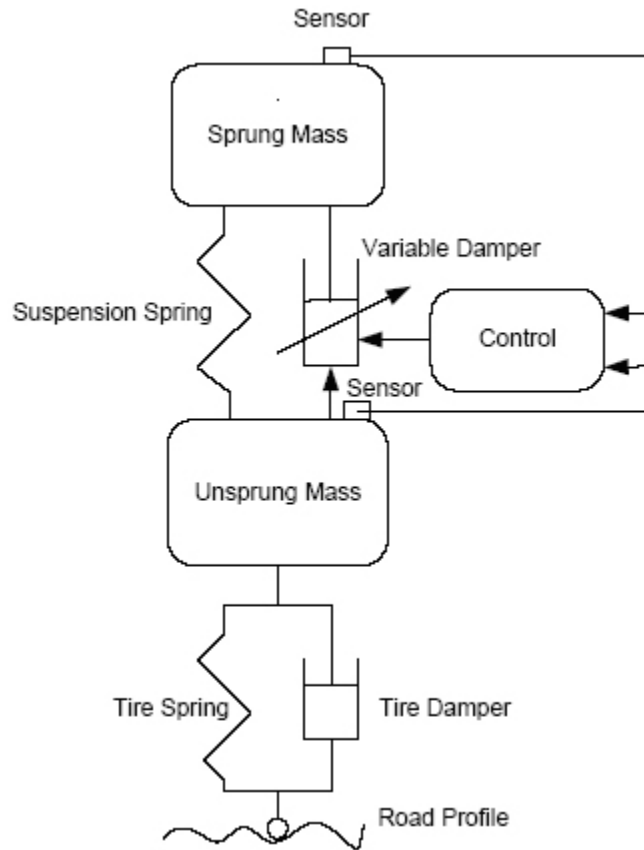 Sensor
Sprung Mass
Variable Damper
Suspension Spring
Control
Sensor
Unsprung Mass
Tire Spring
Tire Damper
Road Profile